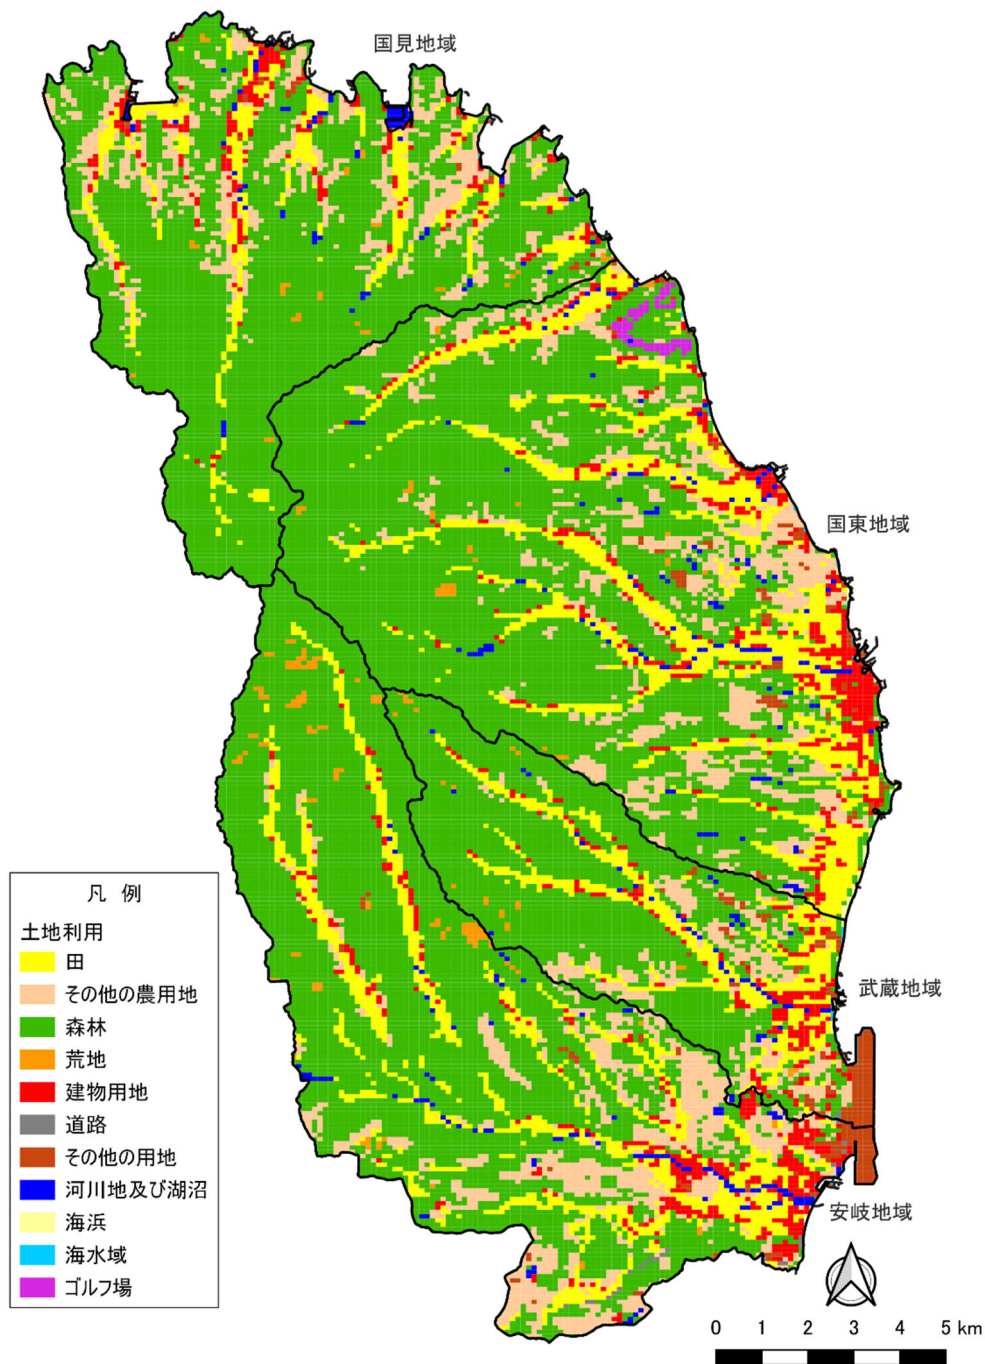 国見地域
国東地域
武蔵地域
安岐地域
凡 例
土地利用
田
その他の農用地
森林
荒地
建物用地
道路
その他の用地
河川地及び湖沼
海浜
海水域
ゴルフ場
0 1 2 3 4 5 km